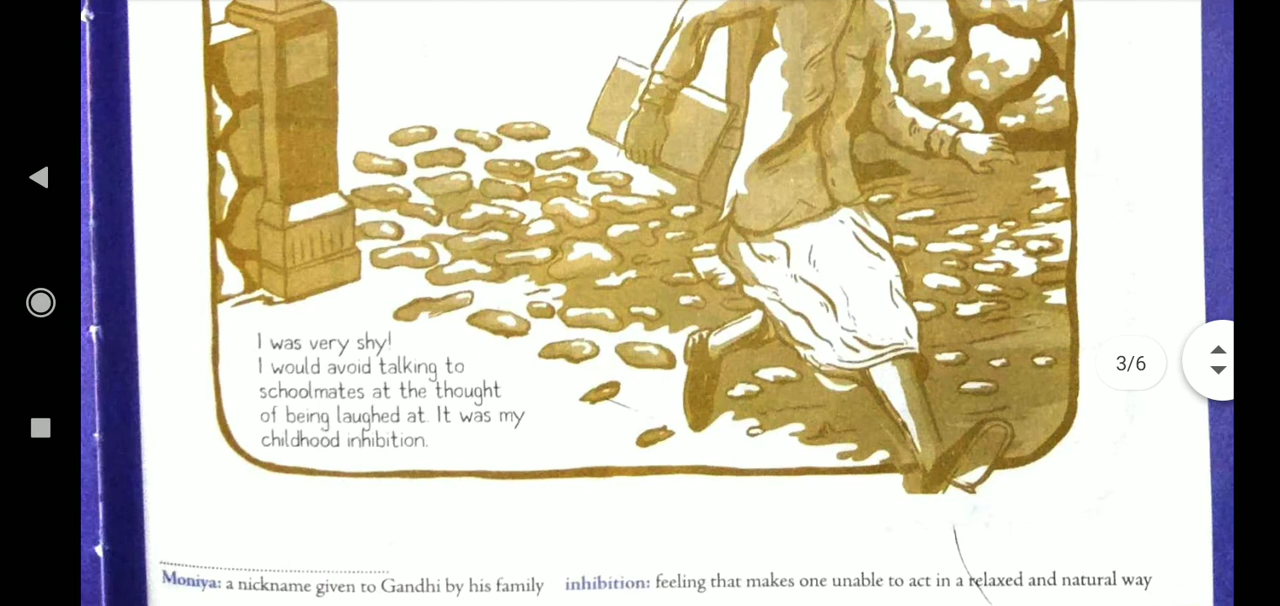 I was very shy!
I would avoid talking to
schoolmates at the thought
of being laughed at. It was my
childhood inhibition.
3/6
Moniya: a nickname given to Gandhi by his family inhibition: feeling that makes one unable to act in a relaxed and natural way